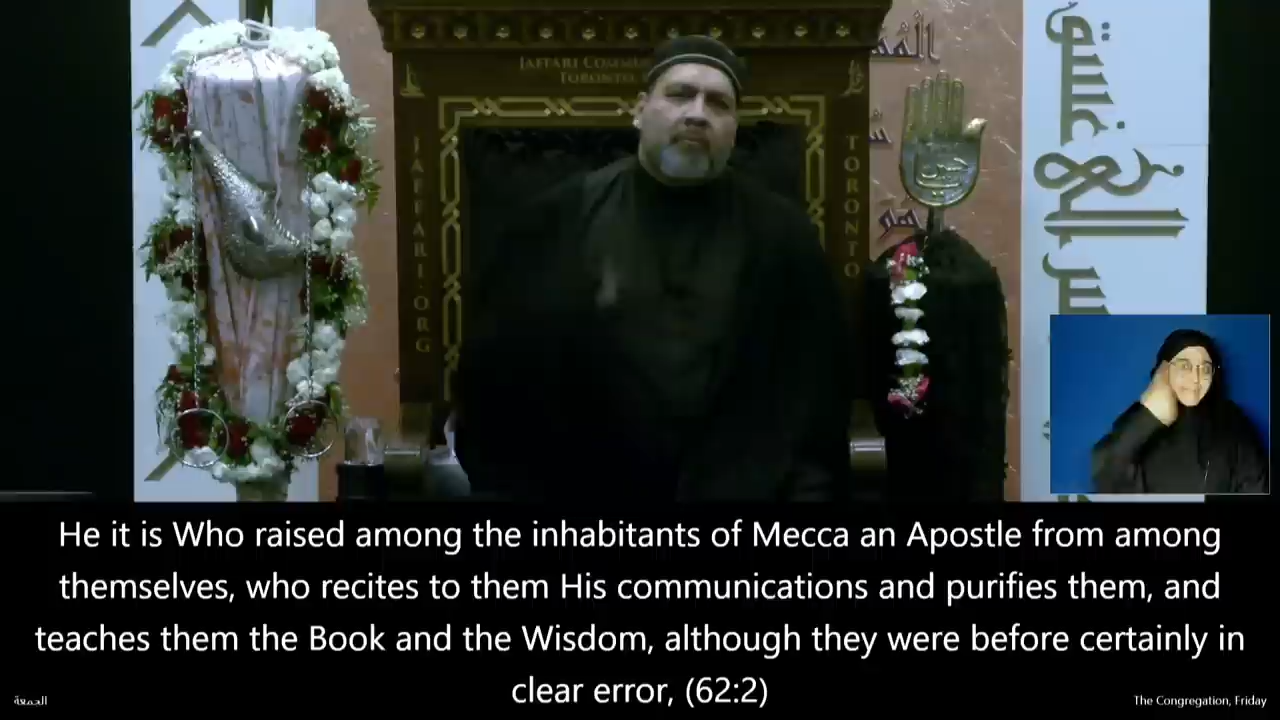 JAFFARI.ORG
TORONTO
حسين
هو
He it is Who raised among the inhabitants of Mecca an Apostle from among
themselves, who recites to them His communications and purifies them, and
teaches them the Book and the Wisdom, although they were before certainly in
clear error, (62:2)
الجمعة
The Congregation, Friday